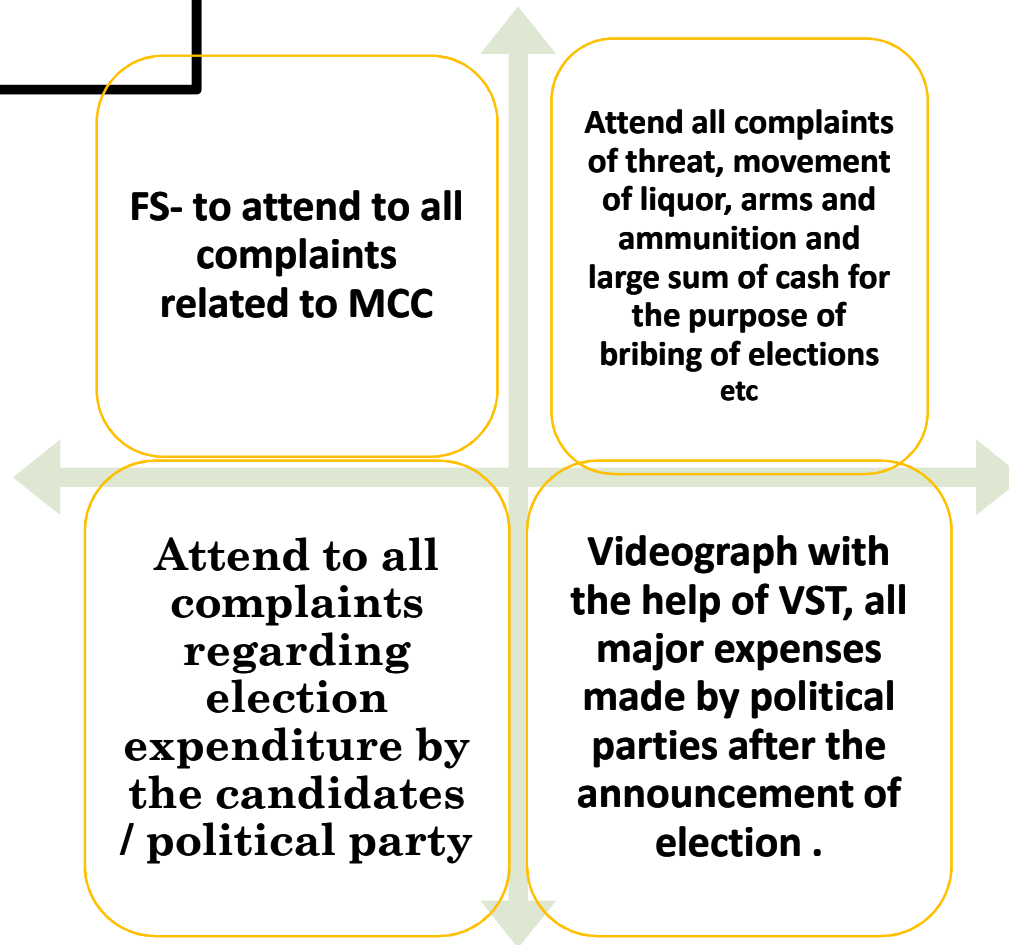 FS- to attend to all
complaints
related to MCC
Attend all complaints
of threat, movement
of liquor, arms and
ammunition and
large sum of cash for
the purpose of
bribing of elections
etc
Attend to all
complaints
regarding
election
expenditure by
the candidates
/ political party
Videograph with
the help of VST, all
major expenses
made by political
parties after the
announcement of
election .